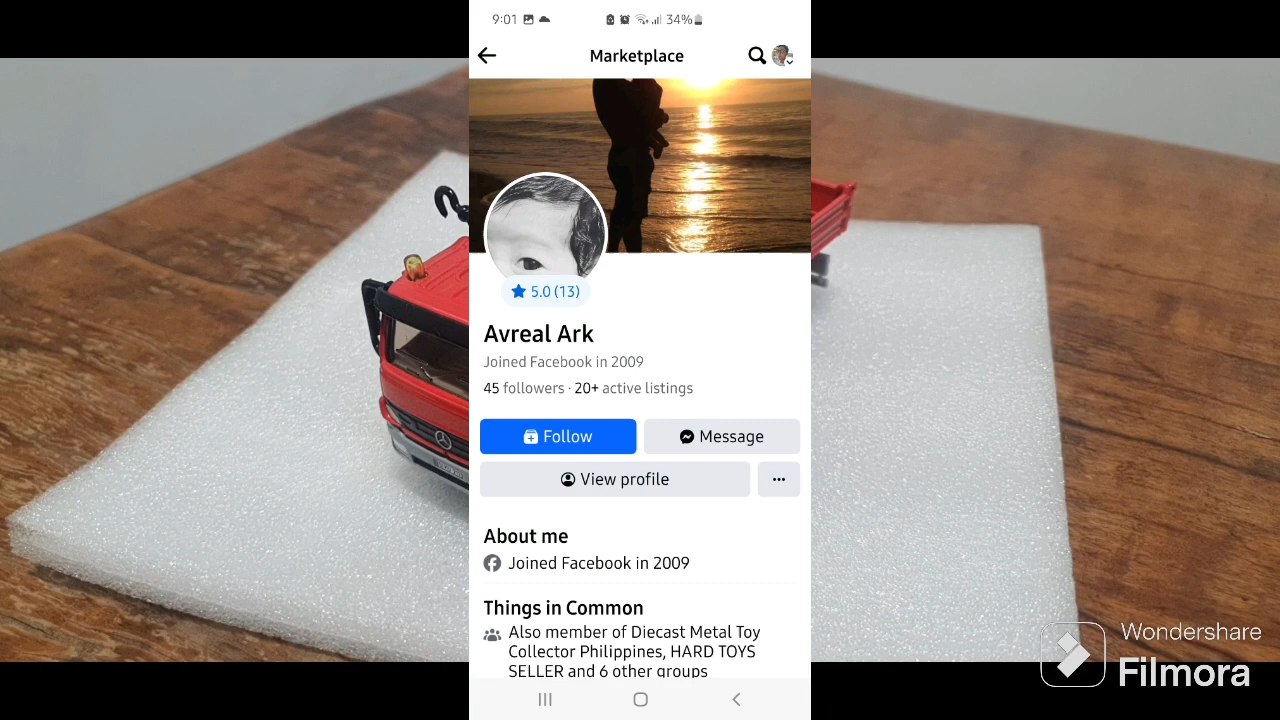 9:01
34%
Marketplace
5.0 (13)
Avreal Ark
Joined Facebook in 2009
45 followers · 20+ active listings
Follow
Message
View profile
About me
Joined Facebook in 2009
Things in Common
Also member of Diecast Metal Toy
Collector Philippines, HARD TOYS
SELLER and 6 other groups
Wondershare
Filmora